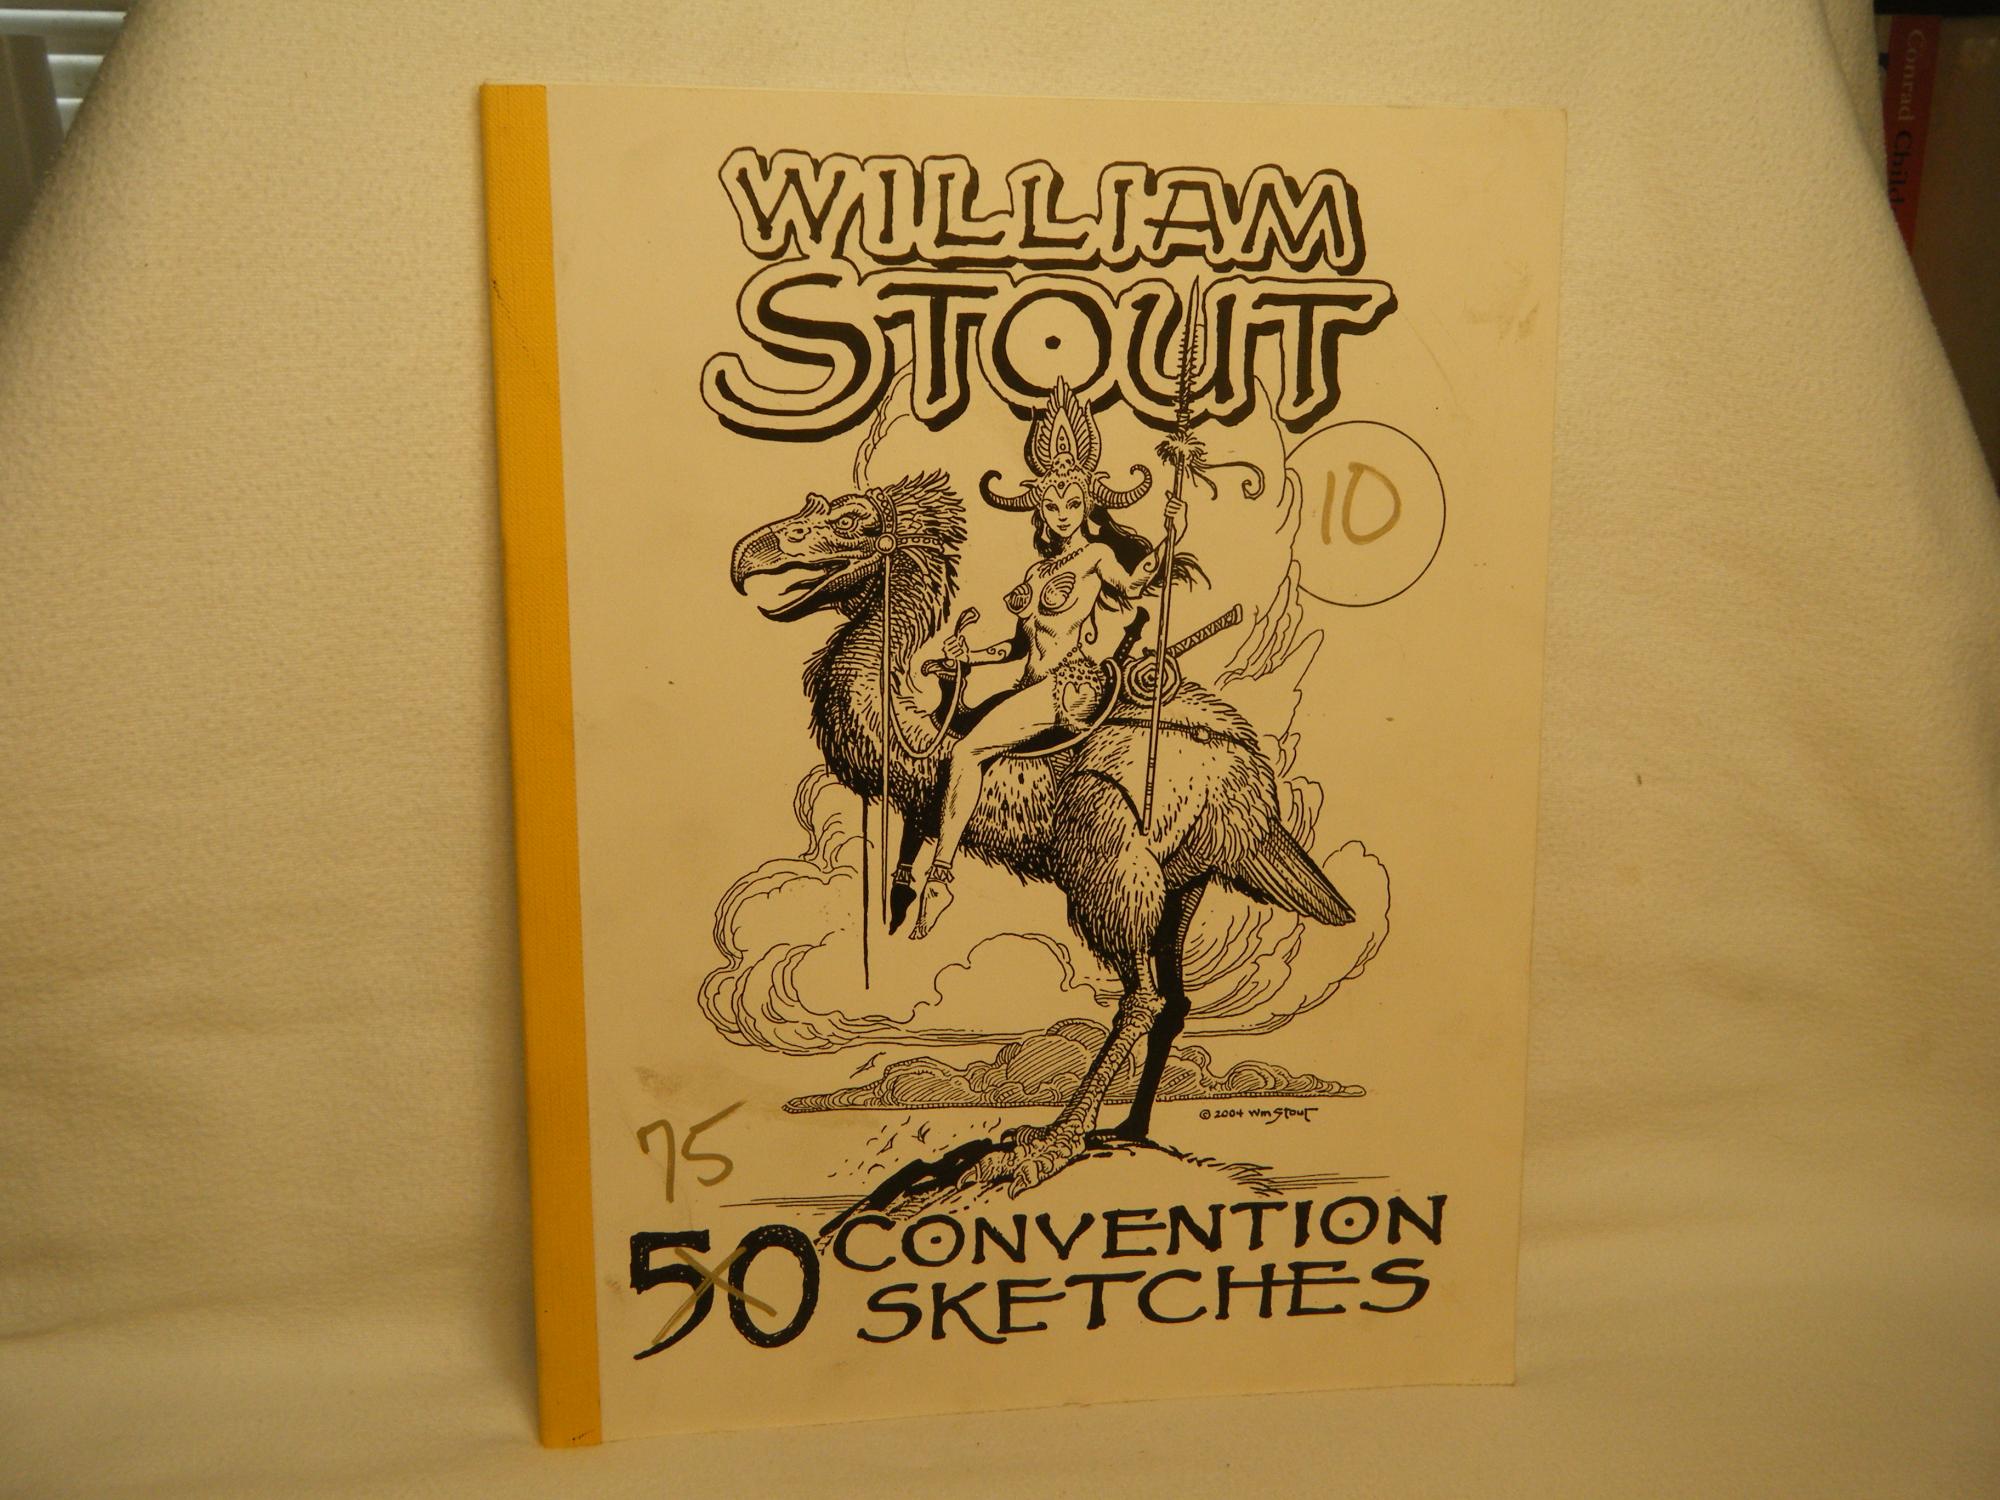 WILLIAM
STOUT
10
© 2004 Wm Stout
75
50 CONVENTION
SKETCHES
Conrad Child